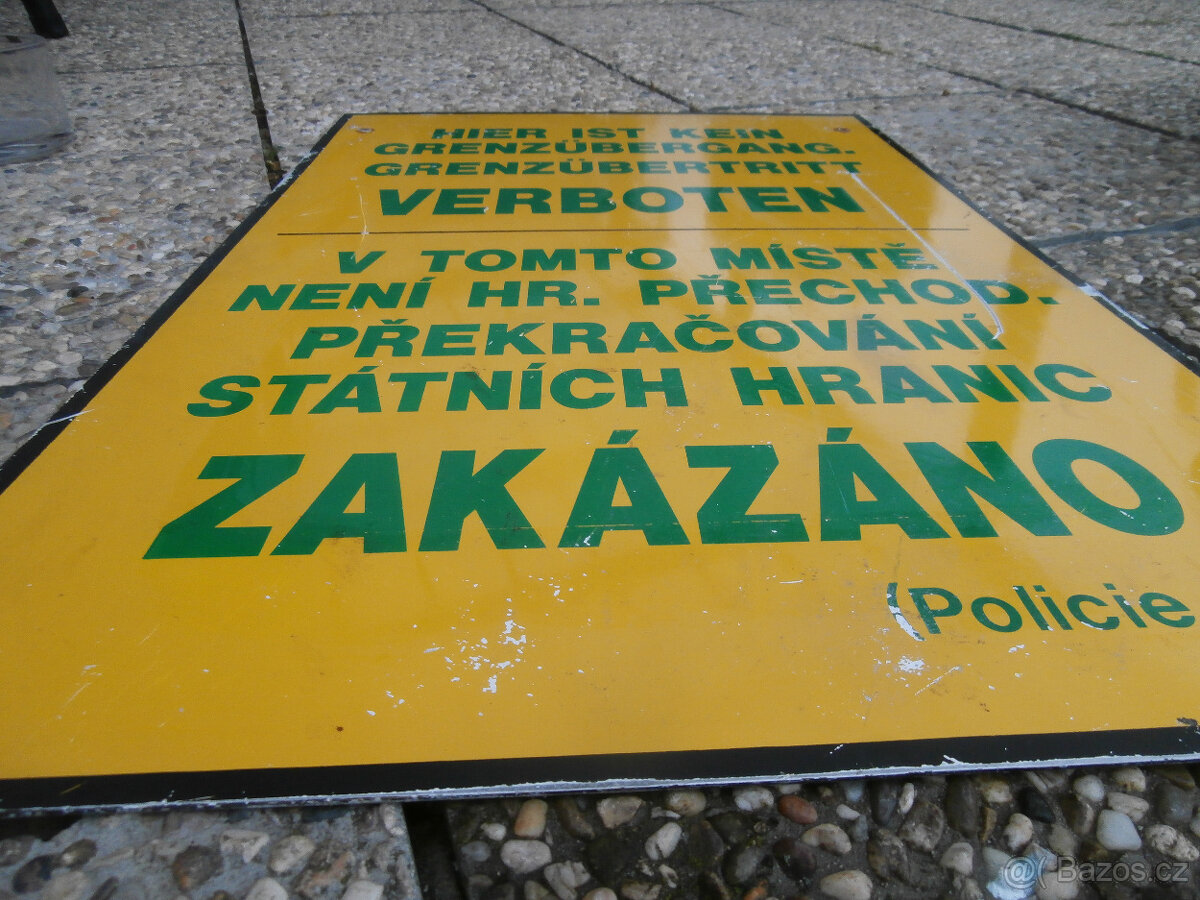 HIER IST KEIN
GRENZÜBERGANG.
GRENZÜBERTRITT
VERBOTEN
V TOMTO MÍSTĚ
NENÍ HR. PŘECHOD.
PŘEKRAČOVÁNÍ
STÁTNÍCH HRANIC
ZAKÁZÁNO
(Policie
@ Bazos.cz